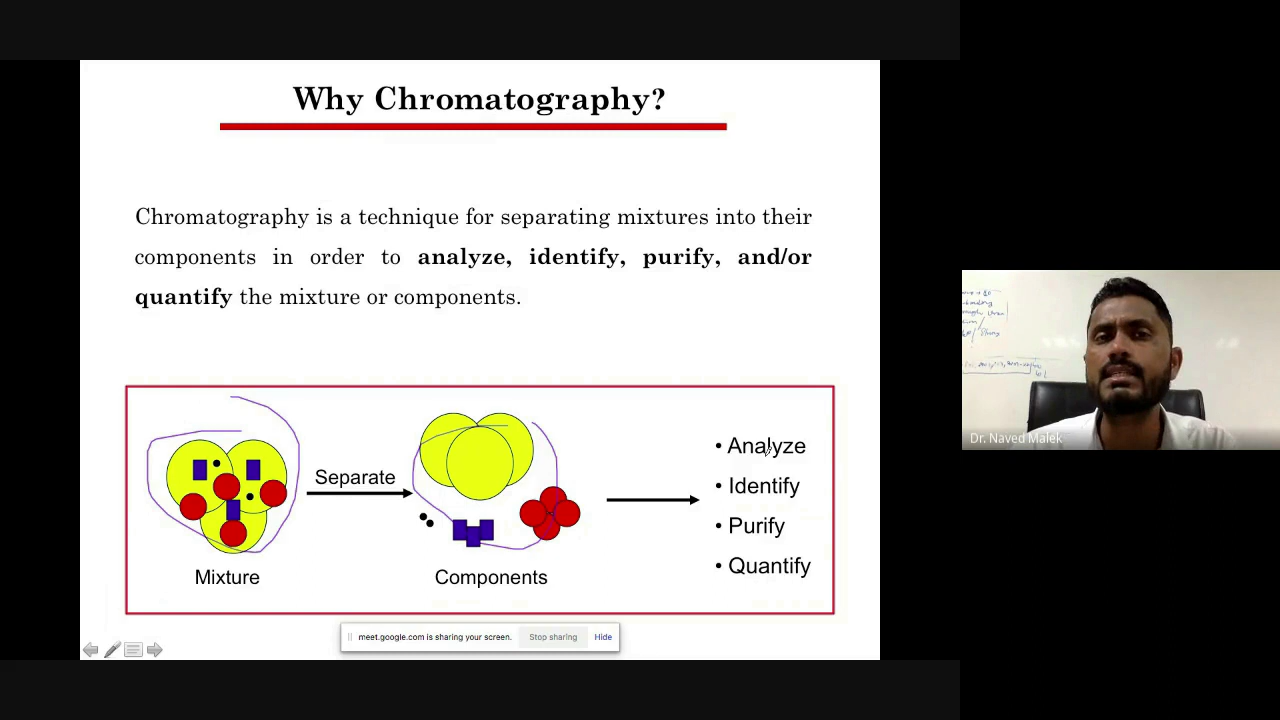 Why Chromatography?
Chromatography is a technique for separating mixtures into their
components in order to analyze, identify, purify, and/or
quantify the mixture or components.
Separate
Mixture
Components
• Analyze
• Identify
• Purify
• Quantify
meet.google.com is sharing your screen.
Stop sharing
Hide
Dr. Naved Malek